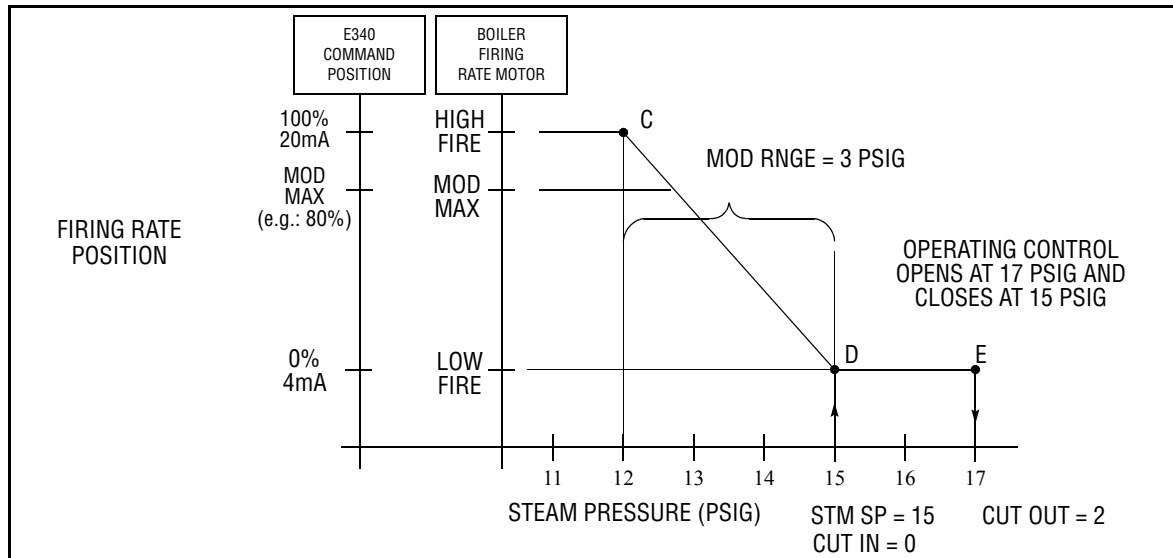 E340
COMMAND
POSITION
BOILER
FIRING
RATE MOTOR
100%
20mA
HIGH
FIRE
C
MOD RNGE = 3 PSIG
MOD
MAX
(e.g.: 80%)
MOD
MAX
FIRING RATE
POSITION
OPERATING CONTROL
OPENS AT 17 PSIG AND
CLOSES AT 15 PSIG
0%
4mA
LOW
FIRE
D
E
11 12 13 14 15 16 17
STEAM PRESSURE (PSIG)
STM SP = 15
CUT IN = 0
CUT OUT = 2